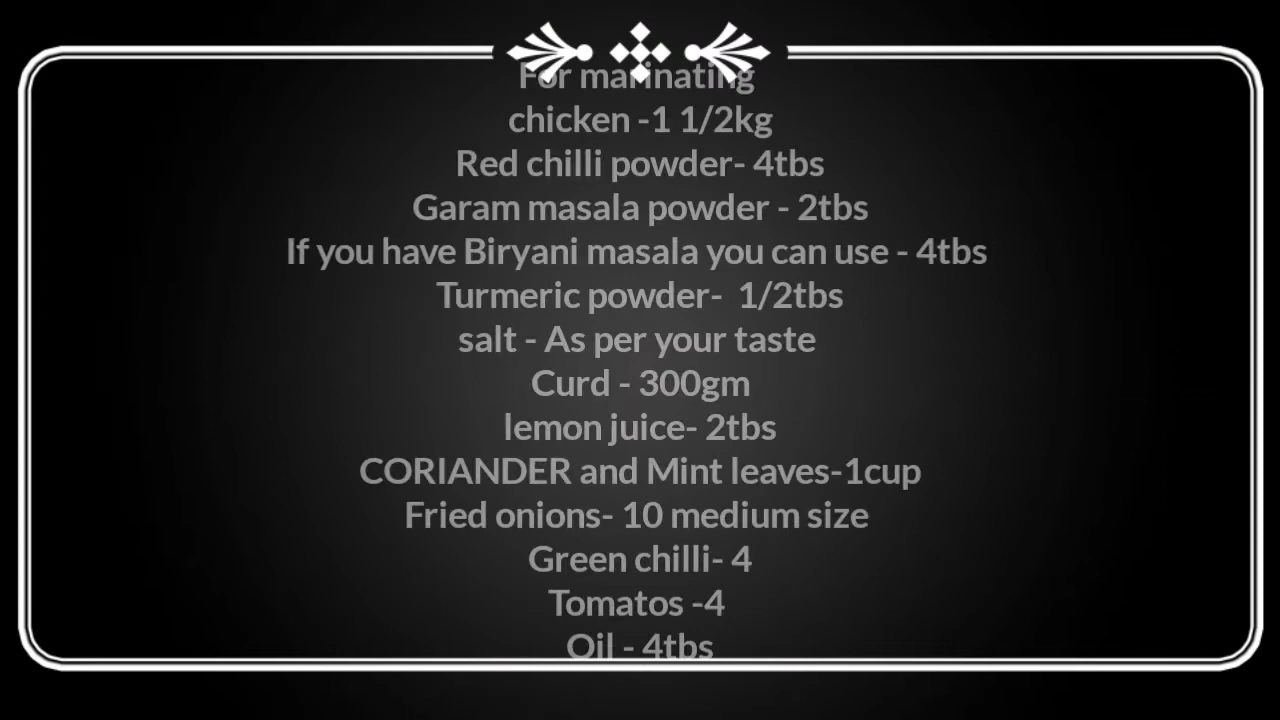 For marinating
chicken -1 1/2kg
Red chilli powder- 4tbs
Garam masala powder - 2tbs
If you have Biryani masala you can use - 4tbs
Turmeric powder-  1/2tbs
salt - As per your taste
Curd - 300gm
lemon juice- 2tbs
CORIANDER and Mint leaves-1cup
Fried onions- 10 medium size
Green chilli- 4
Tomatos -4
Oil - 4tbs